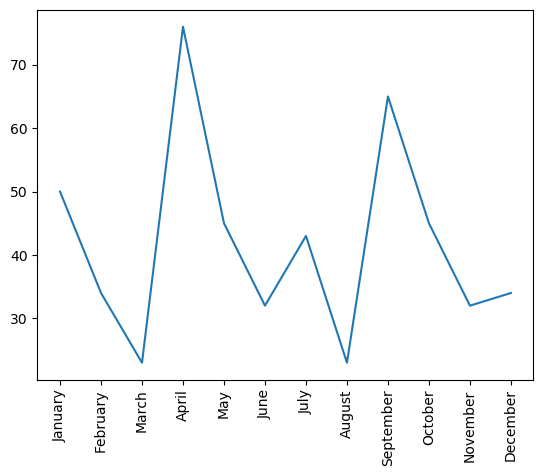 70
60
50
40
30
January
February
March
April
May
June
July
August
September
October
November
December